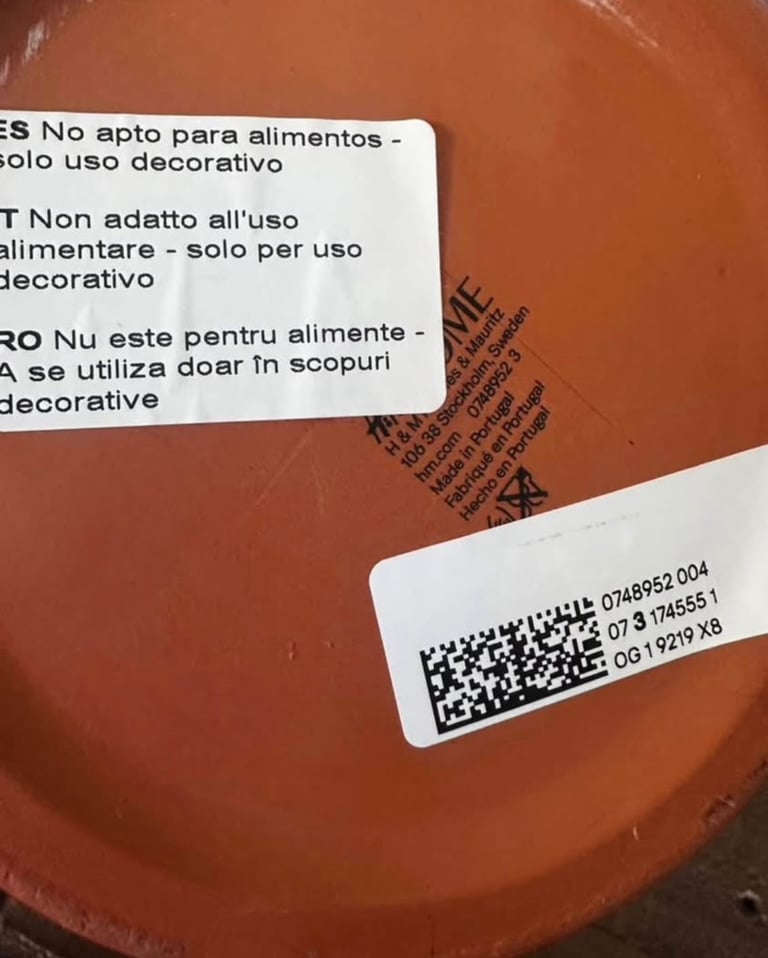 ES No apto para alimentos -
solo uso decorativo
IT Non adatto all'uso
alimentare - solo per uso
decorativo
RO Nu este pentru alimente -
A se utiliza doar în scopuri
decorative
H & M
& Mauritz
106 38 Stockholm, Sweden
hm.com 0748952 3
Made in Portugal
Fabriqué en Portugal
Hecho en Portugal
0748952 004
07 3 174555 1
OG 1 9219 X8